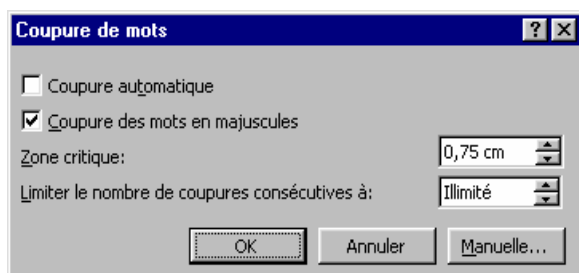 Coupure de mots
Coupure automatique
Coupure des mots en majuscules
Zone critique: 0,75 cm
Limiter le nombre de coupures consécutives à: Illimité
OK Annuler Manuelle...